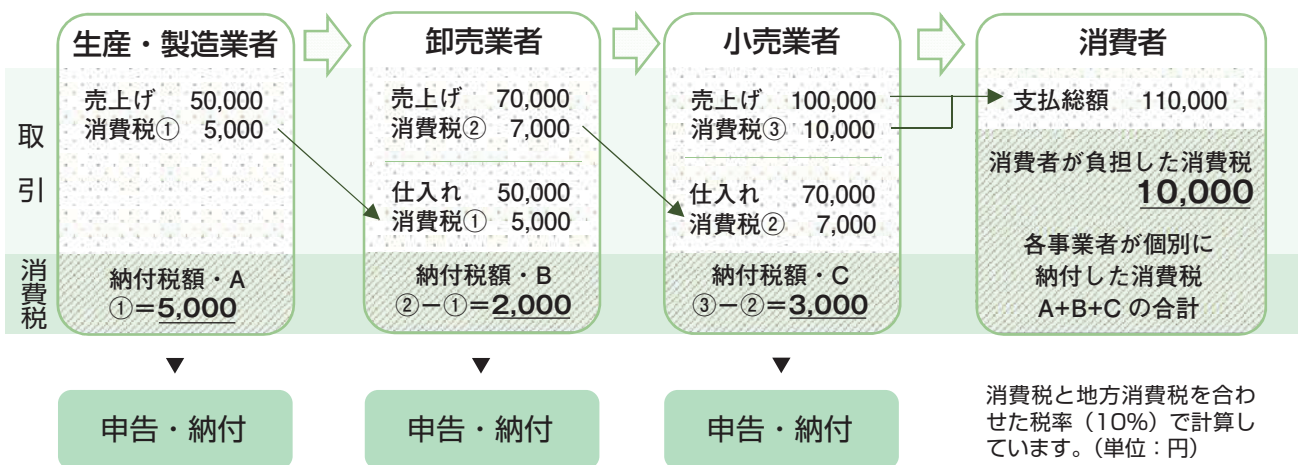 生産・製造業者
卸売業者
小売業者
消費者
取引
売上げ 50,000
消費税① 5,000
売上げ 70,000
消費税② 7,000
仕入れ 50,000
消費税① 5,000
売上げ 100,000
消費税③ 10,000
仕入れ 70,000
消費税② 7,000
支払総額 110,000
消費者が負担した消費税
10,000
各事業者が個別に
納付した消費税
A+B+C の合計
消費税
納付税額・A
①=5,000
納付税額・B
②−①=2,000
納付税額・C
③−②=3,000
▼
▼
▼
申告・納付
申告・納付
申告・納付
消費税と地方消費税を合わ
せた税率（10%）で計算し
ています。（単位：円）